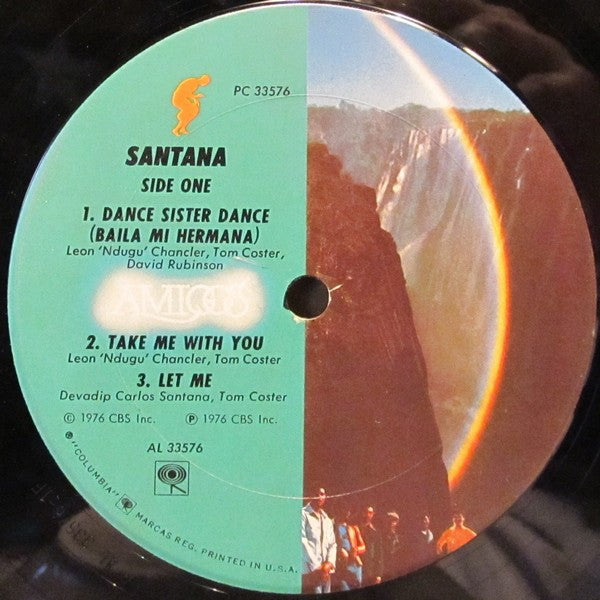 PC 33576
SANTANA
SIDE ONE
1. DANCE SISTER DANCE
(BAILA MI HERMANA)
Leon 'Ndugu' Chancler, Tom Coster,
David Rubinson
AMIGOS
2. TAKE ME WITH YOU
Leon 'Ndugu' Chancler, Tom Coster
3. LET ME
Devadip Carlos Santana, Tom Coster
© 1976 CBS Inc. ℗ 1976 CBS Inc.
AL 33576
® "COLUMBIA" MARCAS REG. PRINTED IN U.S.A.